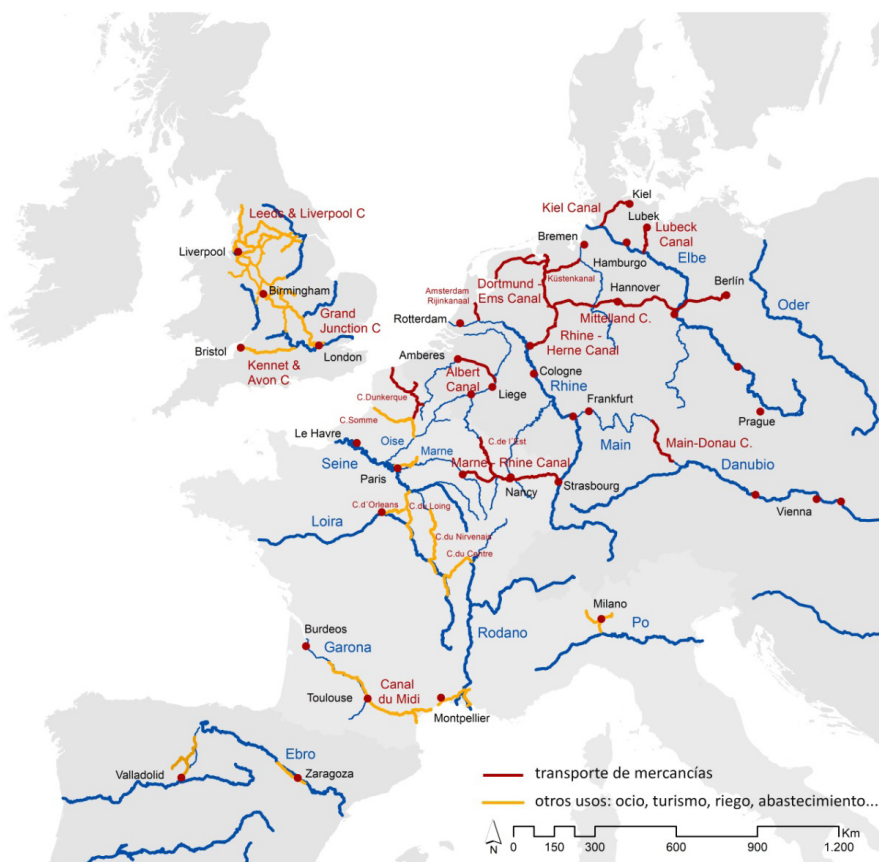 Kiel
Kiel Canal
Lubek
Leeds & Liverpool C
Lubeck
Canal
Bremen
Liverpool
Hamburgo
Elbe
Küstenkanal
Dortmund -
Ems Canal
Berlín
Hannover
Amsterdam
Rijinkanaal
Birmingham
Oder
Mittelland C.
Grand
Junction C
Rotterdam
Rhine -
Herne Canal
Bristol
London
Amberes
Kennet &
Avon C
Albert
Canal
Cologne
Rhine
Liege
C.Dunkerque
Frankfurt
Prague
C.Somme
Le Havre
Oise
C.de l'Est
Main
Main-Donau C.
Seine
Marne
Marne - Rhine Canal
Danubio
Paris
Nancy
Strasbourg
C.d´Orleans
C.du Loing
Vienna
Loira
C.du Nirvenais
C.du Centre
Milano
Burdeos
Rodano
Po
Garona
Toulouse
Canal
du Midi
Montpellier
Ebro
Valladolid
Zaragoza
transporte de mercancías
otros usos: ocio, turismo, riego, abastecimiento...
N
Km
0 150 300 600 900 1.200